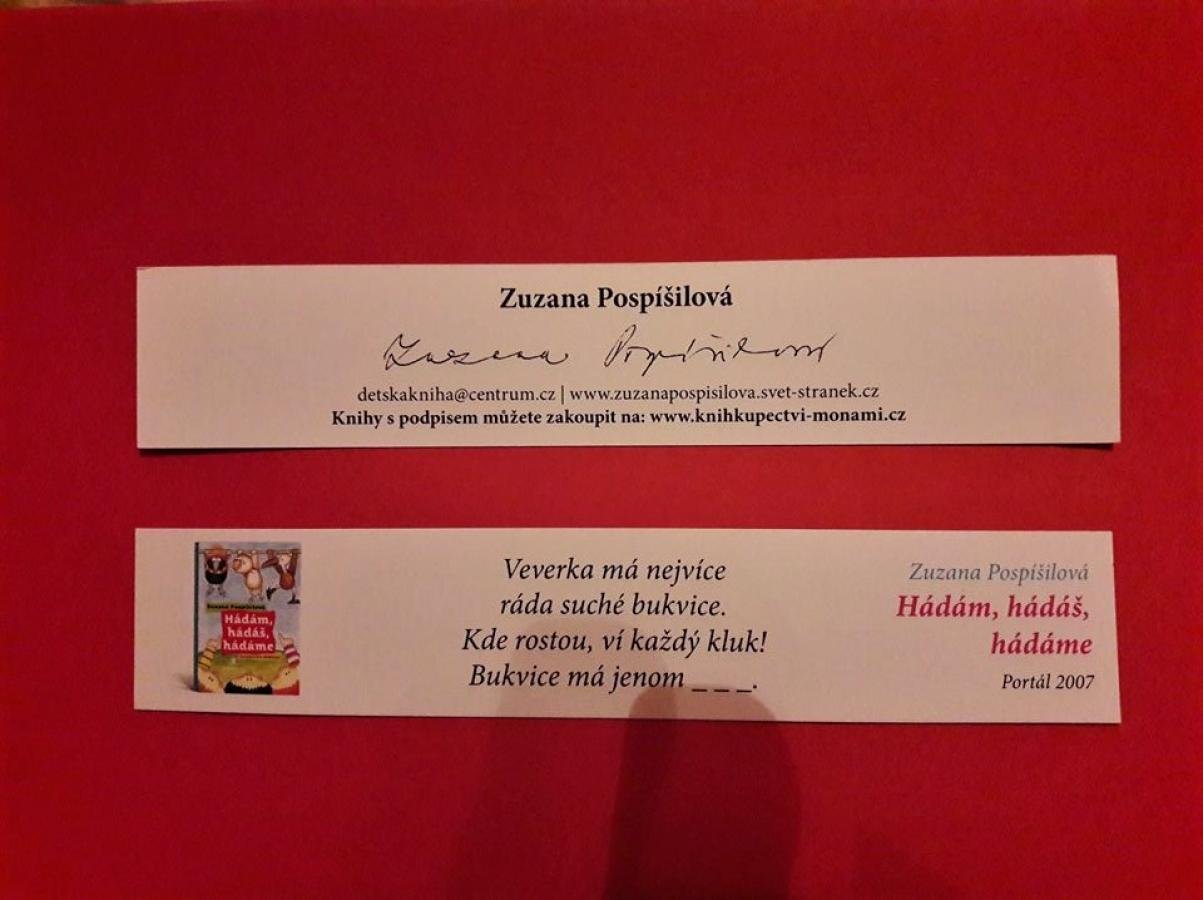 Zuzana Pospíšilová
Zuzana Pospíšilová
detskakniha@centrum.cz | www.zuzanapospisilova.svet-stranek.cz
Knihy s podpisem můžete zakoupit na: www.knihkupectvi-monami.cz
Zuzana Pospíšilová
Hádám,
hádáš,
hádáme
Veverka má nejvíce
ráda suché bukvice.
Kde rostou, ví každý kluk!
Bukvice má jenom _ _ _.
Zuzana Pospíšilová
Hádám, hádáš,
hádáme
Portál 2007